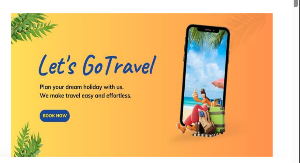 Let's GoTravel
Plan your dream holiday with us.
We make travel easy and effortless.
BOOK NOW